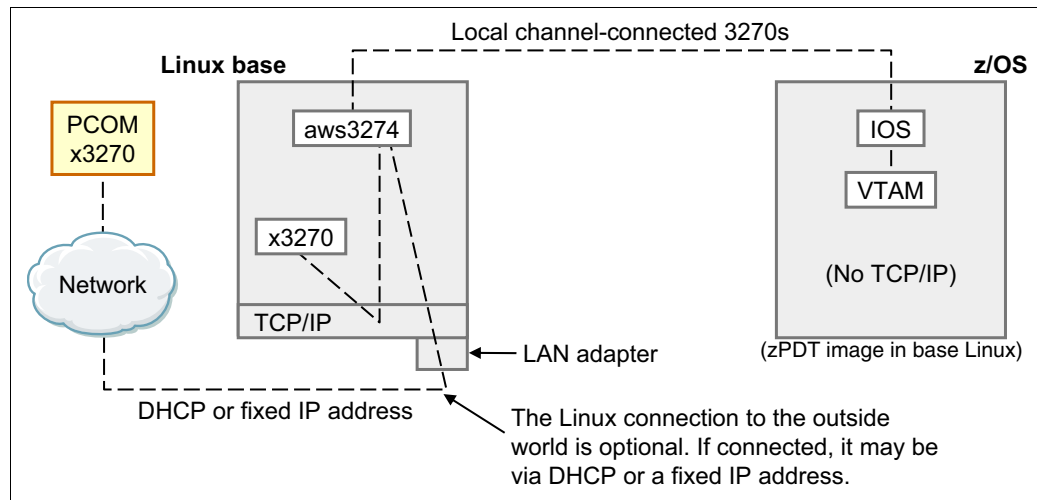 Local channel-connected 3270s
Linux base
z/OS
PCOM
x3270
aws3274
IOS
VTAM
x3270
Network
(No TCP/IP)
TCP/IP
(zPDT image in base Linux)
LAN adapter
DHCP or fixed IP address
The Linux connection to the outside
world is optional. If connected, it may be
via DHCP or a fixed IP address.